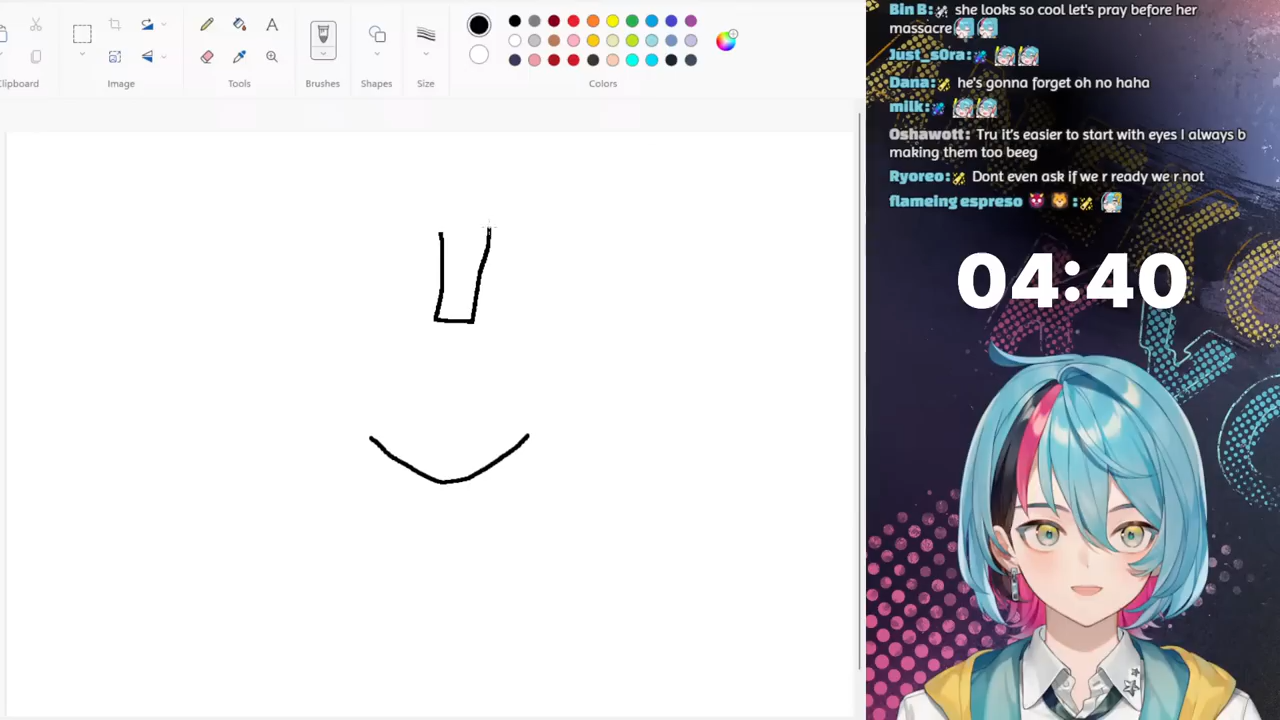 Clipboard
Image
Tools
Brushes
Shapes
Size
Colors
Bin B: she looks so cool let's pray before her
massacre
Just_s0ra:
Dana: he's gonna forget oh no haha
milk:
Oshawott: Tru it's easier to start with eyes I always b
making them too beeg
Ryoreo: Dont even ask if we r ready we r not
flameing espreso :
04:40